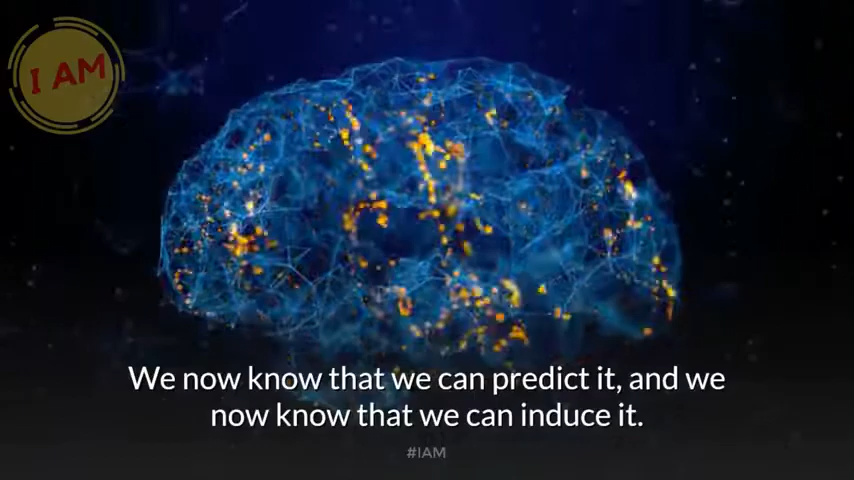 I AM
We now know that we can predict it, and we
now know that we can induce it.
#IAM